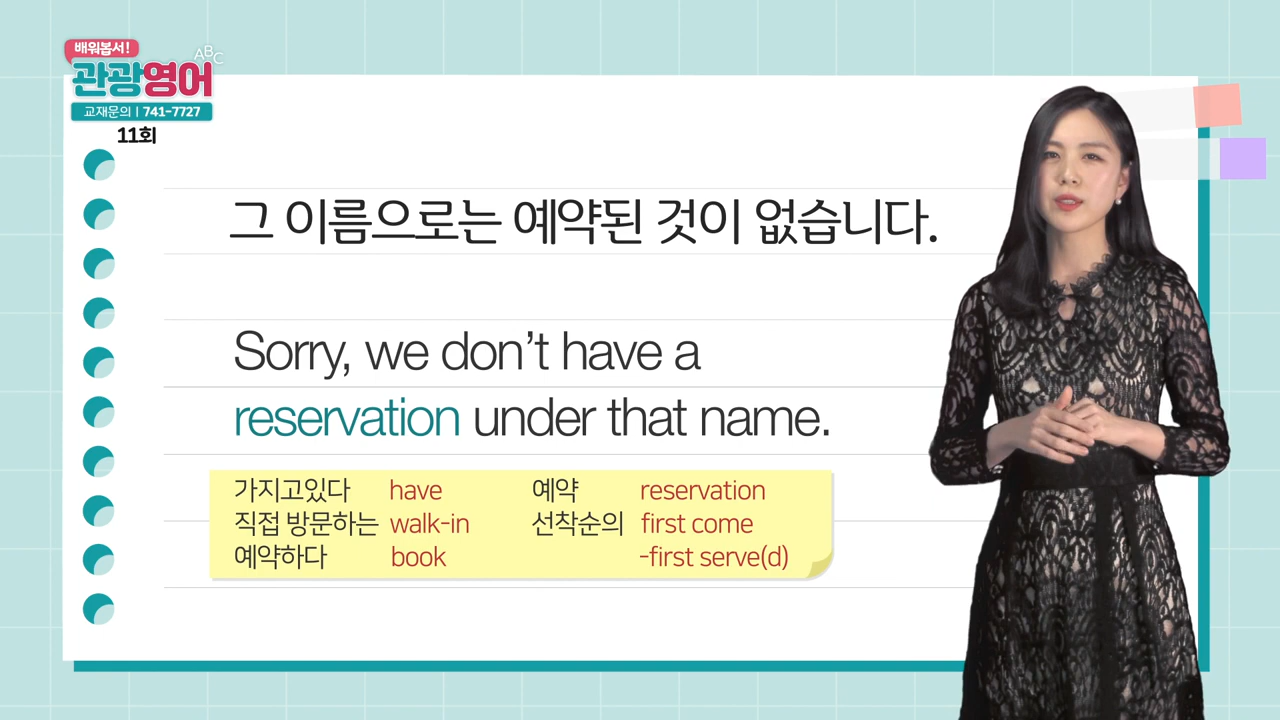 배워봅서!
ABC
관광영어
교재문의 | 741-7727
11회
그 이름으로는 예약된 것이 없습니다.
Sorry, we don't have a
reservation under that name.
가지고있다 have 예약 reservation
직접 방문하는 walk-in 선착순의 first come
예약하다 book -first serve(d)